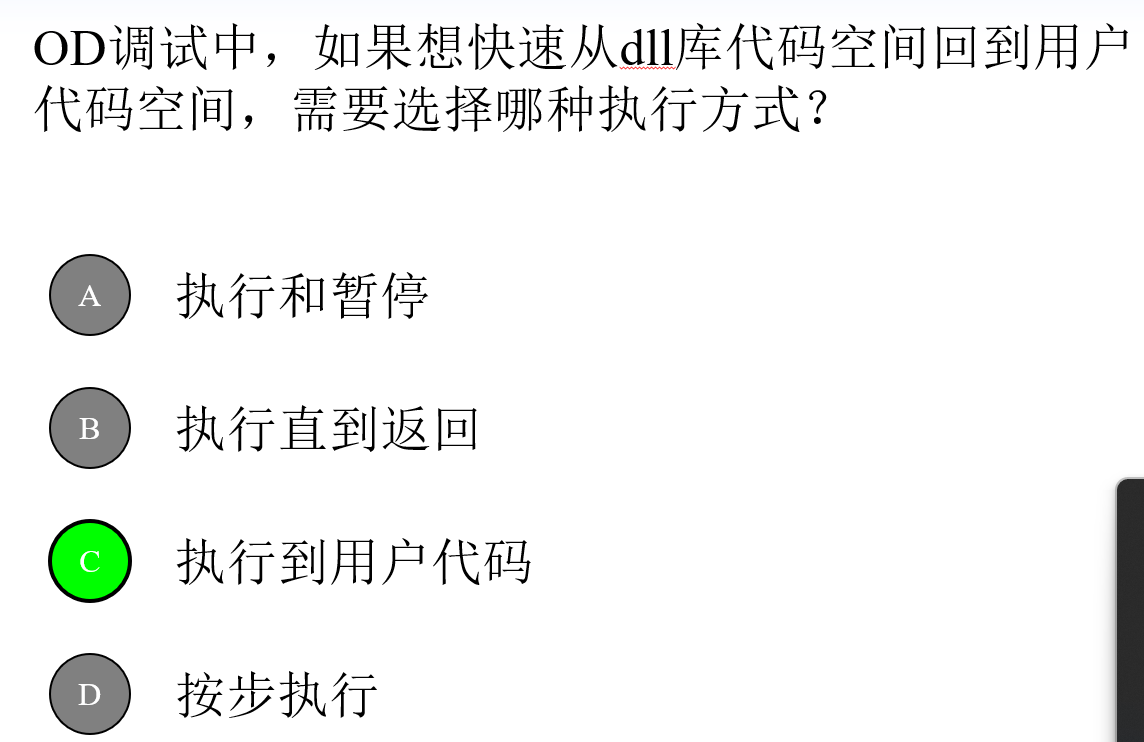 OD调试中，如果想快速从dll库代码空间回到用户
代码空间，需要选择哪种执行方式？
A 执行和暂停
B 执行直到返回
C 执行到用户代码
D 按步执行